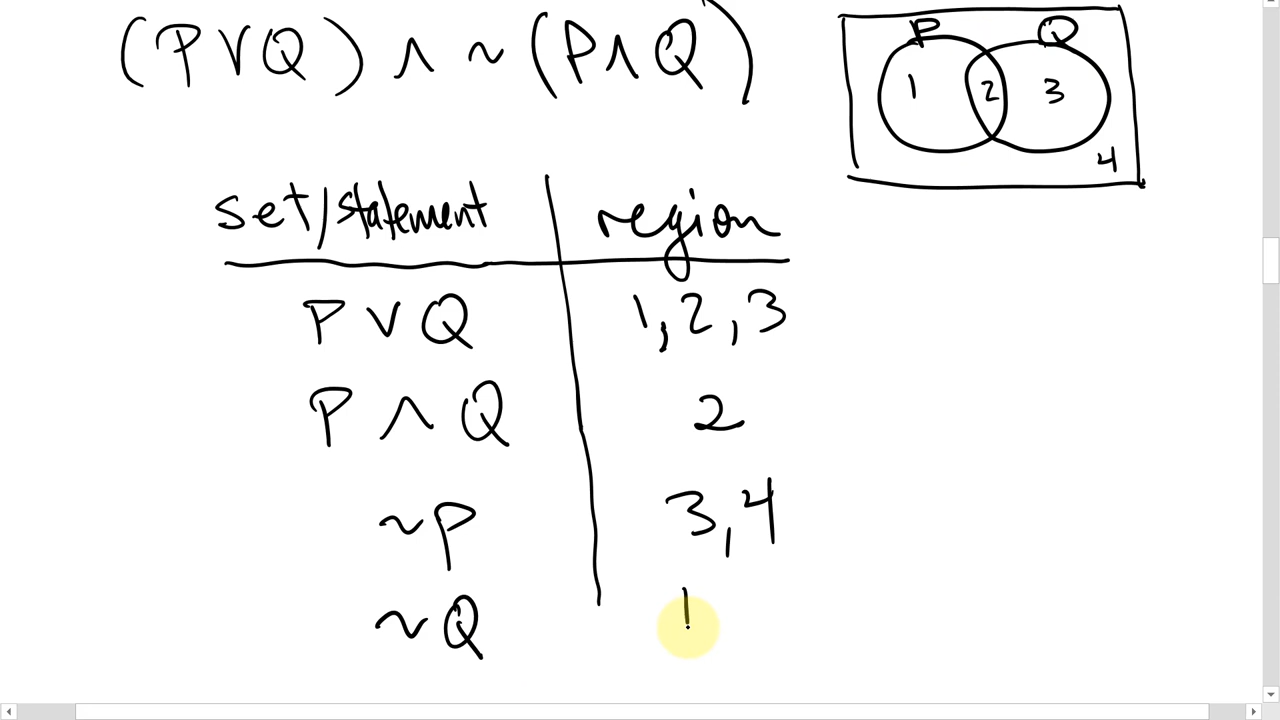 (P ∨ Q) ∧ ~(P ∧ Q)
P Q
1 2 3
4
set/statement region
P ∨ Q 1,2,3
P ∧ Q 2
~P 3,4
~Q 1